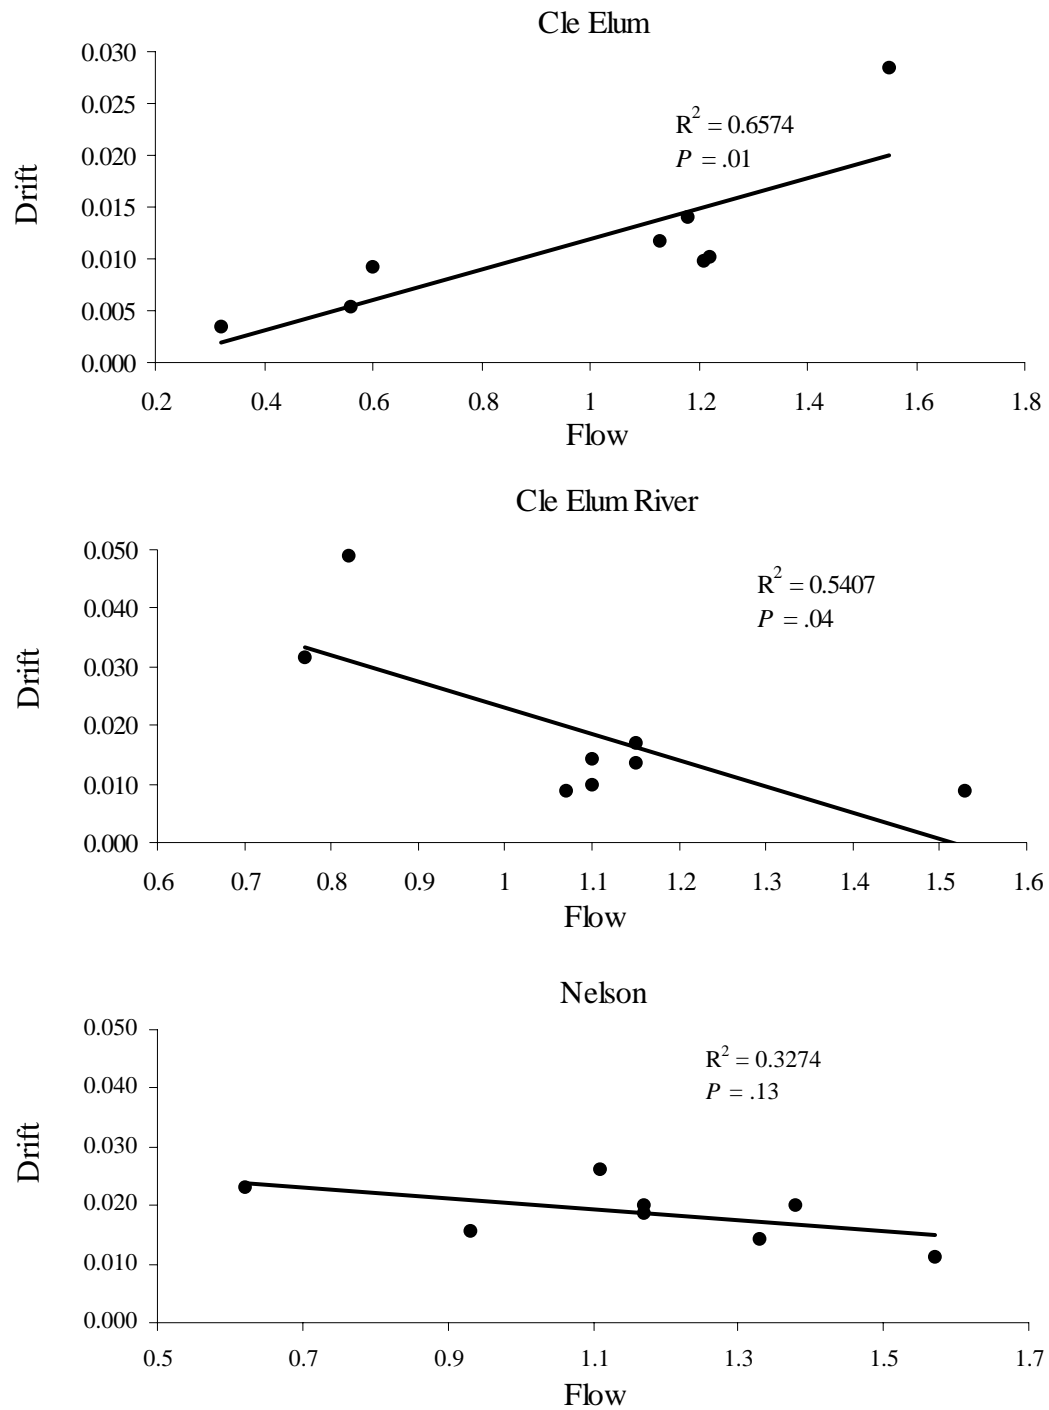 Cle Elum
0.030
0.025
0.020
0.015
0.010
0.005
0.000
Drift
R² = 0.6574
P = .01
0.2 0.4 0.6 0.8 1 1.2 1.4 1.6 1.8
Flow
Cle Elum River
0.050
0.040
0.030
0.020
0.010
0.000
Drift
R² = 0.5407
P = .04
0.6 0.7 0.8 0.9 1 1.1 1.2 1.3 1.4 1.5 1.6
Flow
Nelson
0.050
0.040
0.030
0.020
0.010
0.000
Drift
R² = 0.3274
P = .13
0.5 0.7 0.9 1.1 1.3 1.5 1.7
Flow